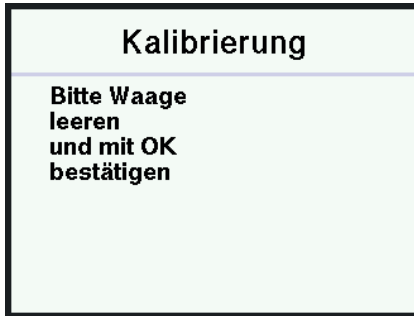 Kalibrierung
Bitte Waage
leeren
und mit OK
bestätigen